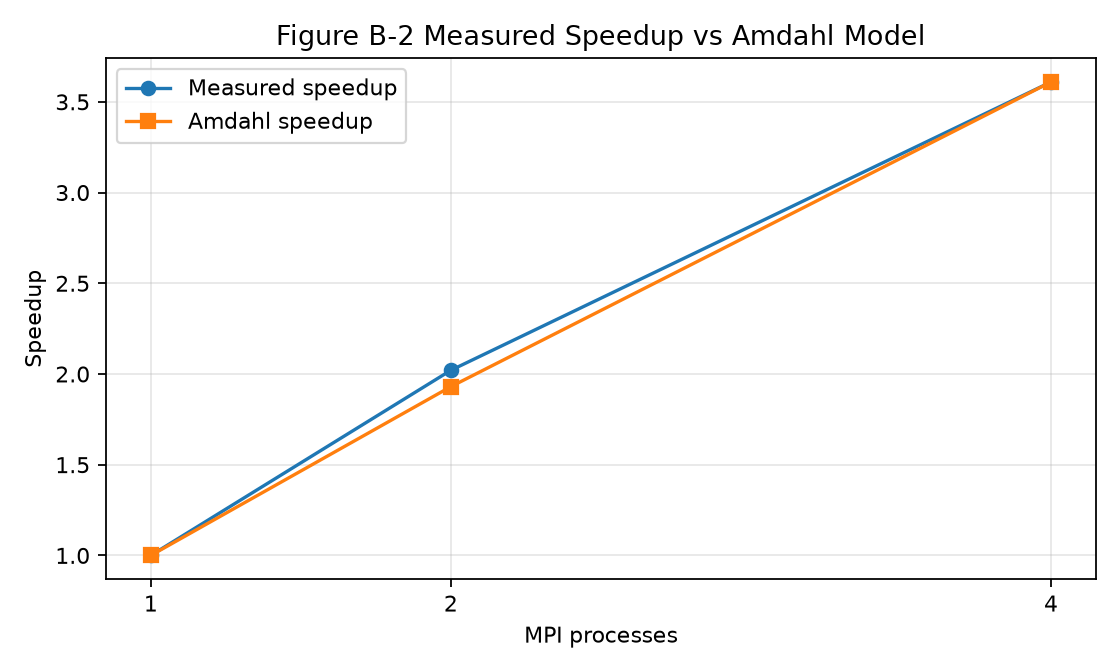 Figure B-2 Measured Speedup vs Amdahl Model
Measured speedup
Amdahl speedup
3.5
3.0
2.5
2.0
1.5
1.0
Speedup
1 2 4
MPI processes